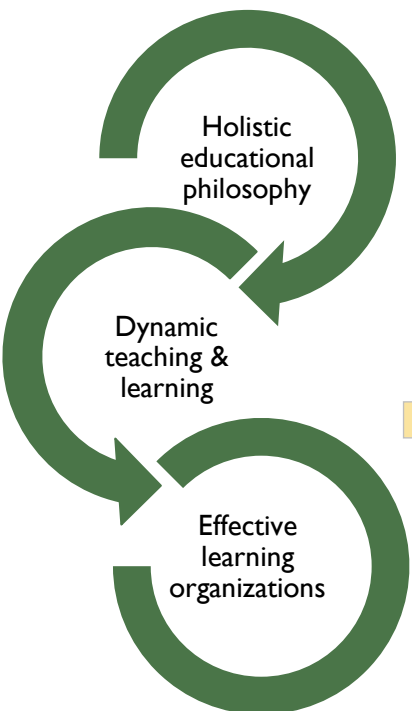 Holistic
educational
philosophy
Dynamic
teaching &
learning
Effective
learning
organizations